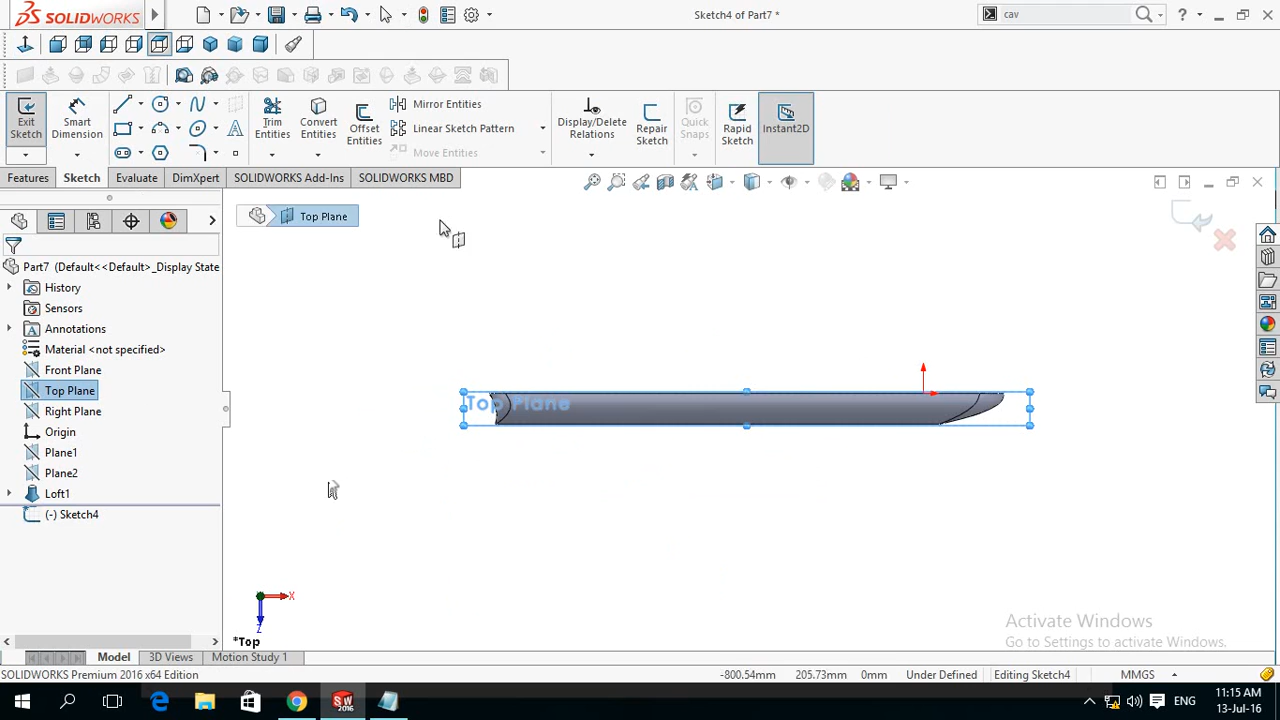 SOLIDWORKS
Sketch4 of Part7 *
cav
Exit Sketch
Smart Dimension
Trim Entities
Convert Entities
Offset Entities
Mirror Entities
Linear Sketch Pattern
Move Entities
Display/Delete Relations
Repair Sketch
Quick Snaps
Rapid Sketch
Instant2D
Features
Sketch
Evaluate
DimXpert
SOLIDWORKS Add-Ins
SOLIDWORKS MBD
Top Plane
Part7 (Default<<Default>_Display State
History
Sensors
Annotations
Material <not specified>
Front Plane
Top Plane
Right Plane
Origin
Plane1
Plane2
Loft1
(-) Sketch4
Top Plane
X
Z
*Top
Activate Windows
Go to Settings to activate Windows.
Model
3D Views
Motion Study 1
SOLIDWORKS Premium 2016 x64 Edition
-800.54mm
205.73mm
0mm
Under Defined
Editing Sketch4
MMGS
SW
2016
ENG
11:15 AM
13-Jul-16